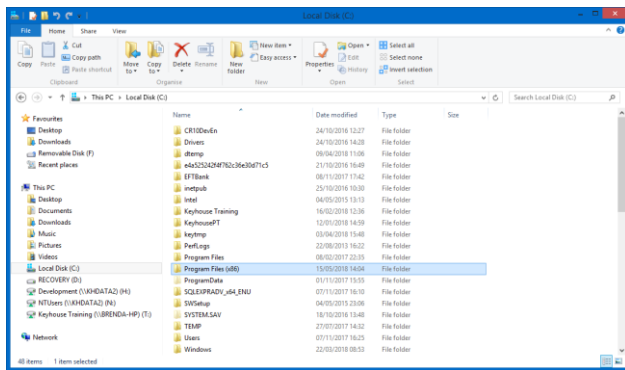 Local Disk (C:)
File Home Share View
Copy Paste Cut Copy path Paste shortcut Move to Copy to Delete Rename New folder New item Easy access Properties Open Edit History Select all Select none Invert selection
Clipboard Organise New Open Select
This PC Local Disk (C:) Search Local Disk (C:)
Name Date modified Type Size
Favourites
Desktop
Downloads
Removable Disk (F)
Recent places
This PC
Desktop
Documents
Downloads
Music
Pictures
Videos
Local Disk (C:)
RECOVERY (D:)
Development (\\KHDATA2) (H:)
NTUsers (\\KHDATA2) (N:)
Keyhouse Training (\\BRENDA-HP) (T:)
Network
CR10DevEn 24/10/2016 12:27 File folder
Drivers 24/10/2016 14:28 File folder
dtemp 09/04/2018 11:06 File folder
e4a525242f4f762c36e30d71c5 21/10/2016 16:49 File folder
EFTBank 08/11/2017 17:42 File folder
inetpub 25/10/2016 10:30 File folder
Intel 04/05/2015 13:13 File folder
Keyhouse Training 16/02/2018 12:36 File folder
KeyhousePT 12/01/2018 14:59 File folder
keytmp 03/04/2018 15:48 File folder
PerfLogs 22/08/2013 16:22 File folder
Program Files 08/02/2017 22:35 File folder
Program Files (x86) 15/05/2018 14:04 File folder
ProgramData 01/11/2017 15:55 File folder
SQLEXPRADV_x64_ENU 07/11/2017 16:10 File folder
SWSetup 04/05/2015 23:06 File folder
SYSTEM.SAV 18/10/2016 13:48 File folder
TEMP 27/07/2017 14:32 File folder
Users 07/11/2017 16:25 File folder
Windows 22/03/2018 08:53 File folder
48 items 1 item selected